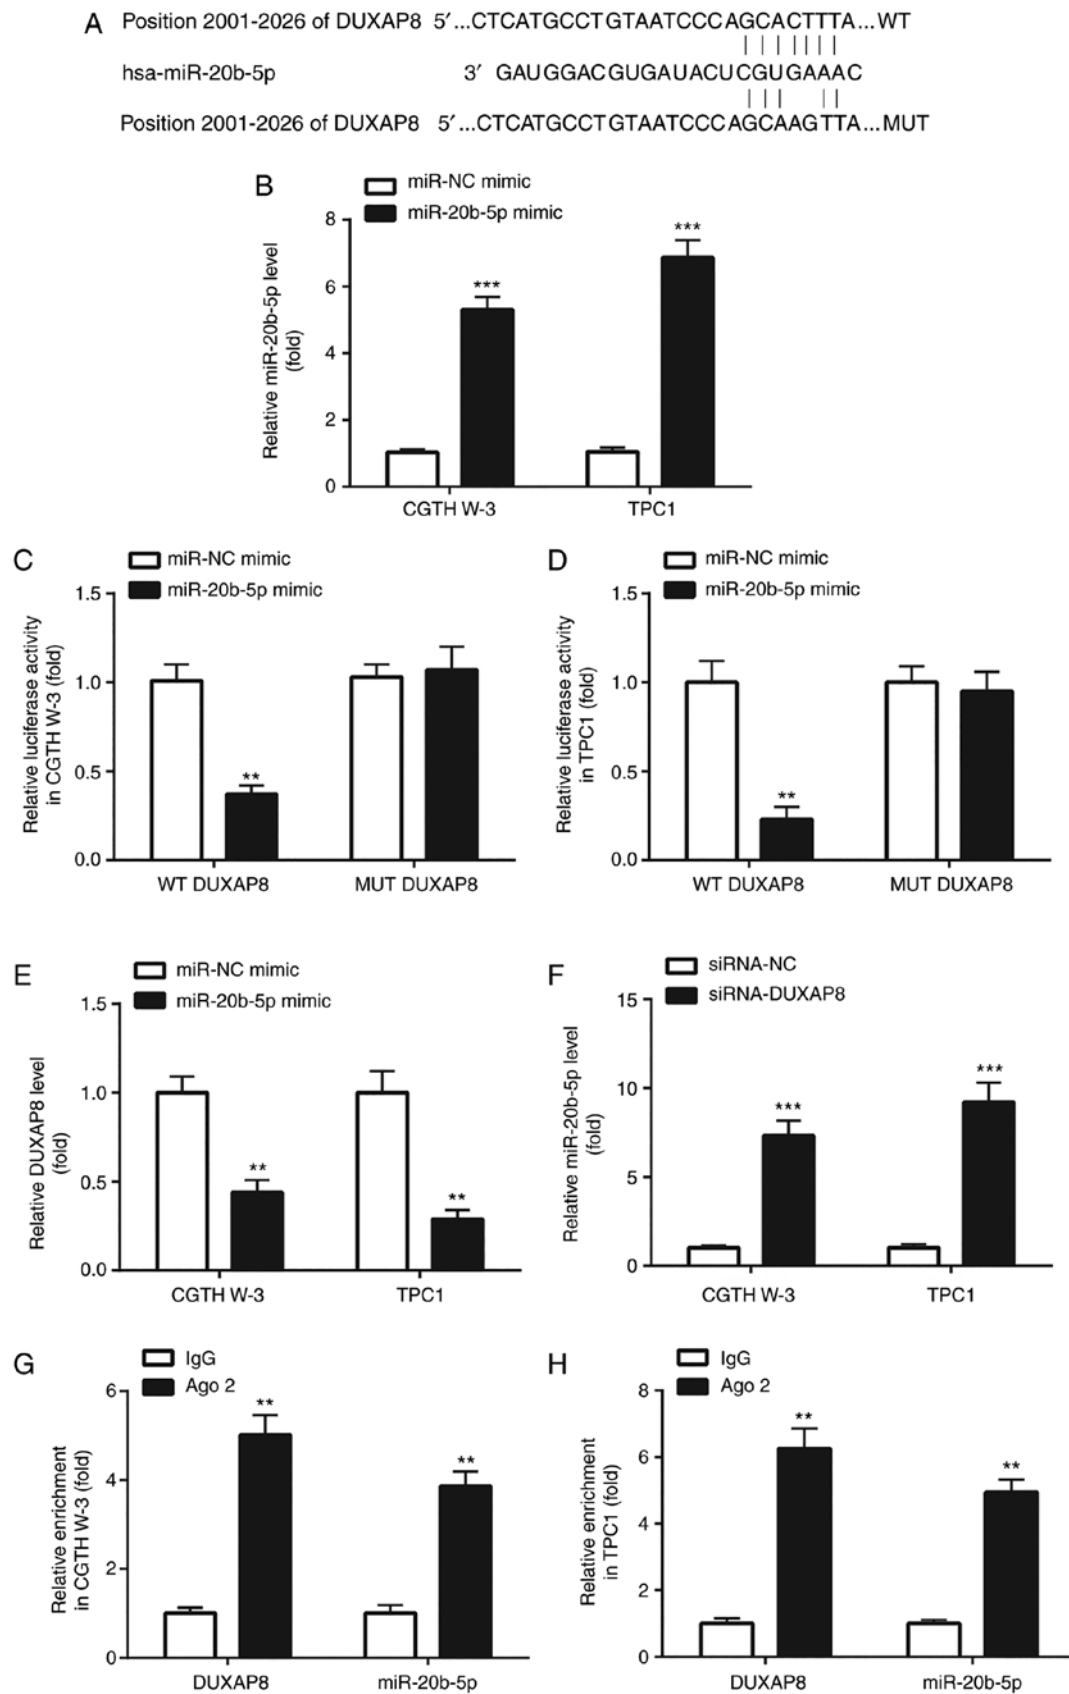 A
Position 2001-2026 of DUXAP8 5′...CTCATGCCTGTAATCCCAGCACTTTA...WT
hsa-miR-20b-5p 3′ GAUGGACGUGAUACUCGUGAAAC
Position 2001-2026 of DUXAP8 5′...CTCATGCCTGTAATCCCAGCAAGTTA...MUT
B
miR-NC mimic
miR-20b-5p mimic
Relative miR-20b-5p level
(fold)
8
6
4
2
0
***
***
CGTH W-3 TPC1
C
miR-NC mimic
miR-20b-5p mimic
Relative luciferase activity
in CGTH W-3 (fold)
1.5
1.0
0.5
0.0
**
WT DUXAP8 MUT DUXAP8
D
miR-NC mimic
miR-20b-5p mimic
Relative luciferase activity
in TPC1 (fold)
1.5
1.0
0.5
0.0
**
WT DUXAP8 MUT DUXAP8
E
miR-NC mimic
miR-20b-5p mimic
Relative DUXAP8 level
(fold)
1.5
1.0
0.5
0.0
**
**
CGTH W-3 TPC1
F
siRNA-NC
siRNA-DUXAP8
Relative miR-20b-5p level
(fold)
15
10
5
0
***
***
CGTH W-3 TPC1
G
IgG
Ago 2
Relative enrichment
in CGTH W-3 (fold)
6
4
2
0
**
**
DUXAP8 miR-20b-5p
H
IgG
Ago 2
Relative enrichment
in TPC1 (fold)
8
6
4
2
0
**
**
DUXAP8 miR-20b-5p